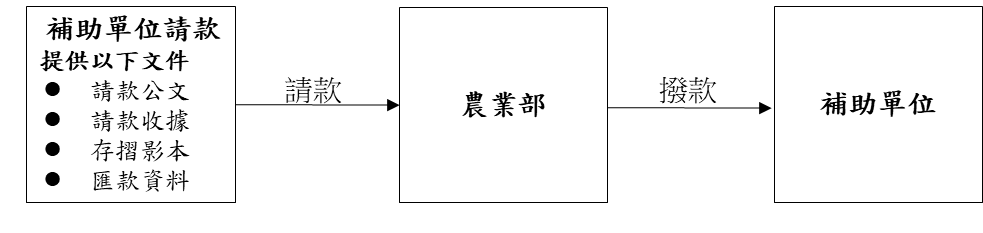 補助單位請款
提供以下文件
● 請款公文
● 請款收據
● 存摺影本
● 匯款資料
請款
農業部
撥款
補助單位